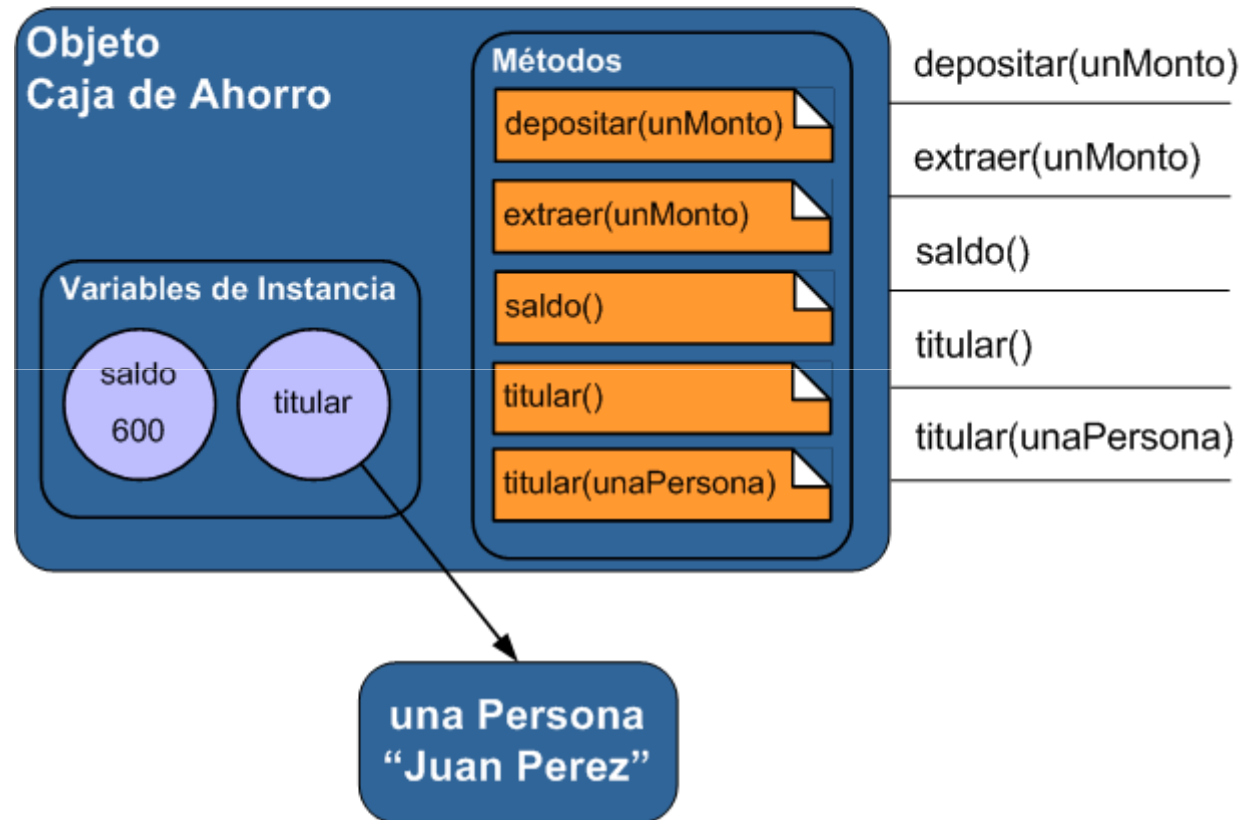 Objeto
Caja de Ahorro
Variables de Instancia
saldo
600
titular
Métodos
depositar(unMonto)
extraer(unMonto)
saldo()
titular()
titular(unaPersona)
depositar(unMonto)
extraer(unMonto)
saldo()
titular()
titular(unaPersona)
una Persona
“Juan Perez”